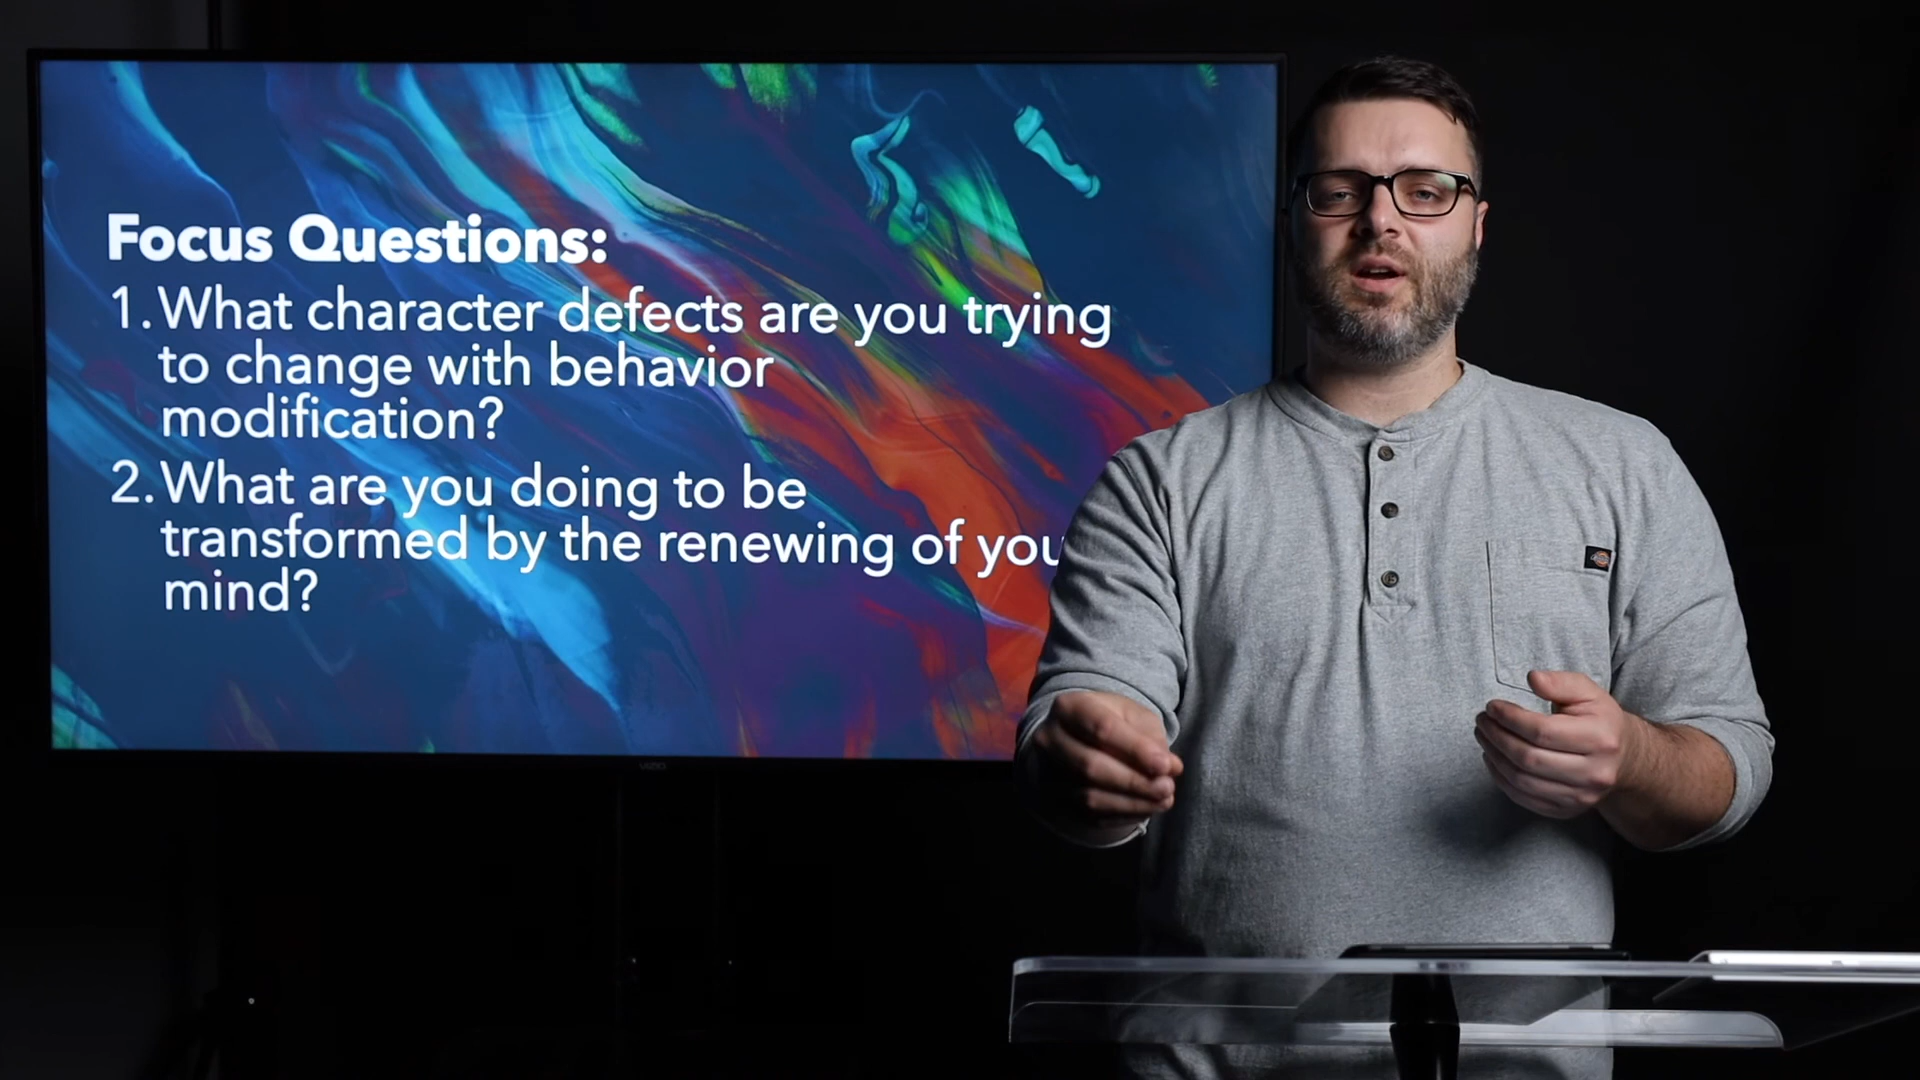 Focus Questions:
1. What character defects are you trying
to change with behavior
modification?
2. What are you doing to be
transformed by the renewing of you
mind?
VIZIO